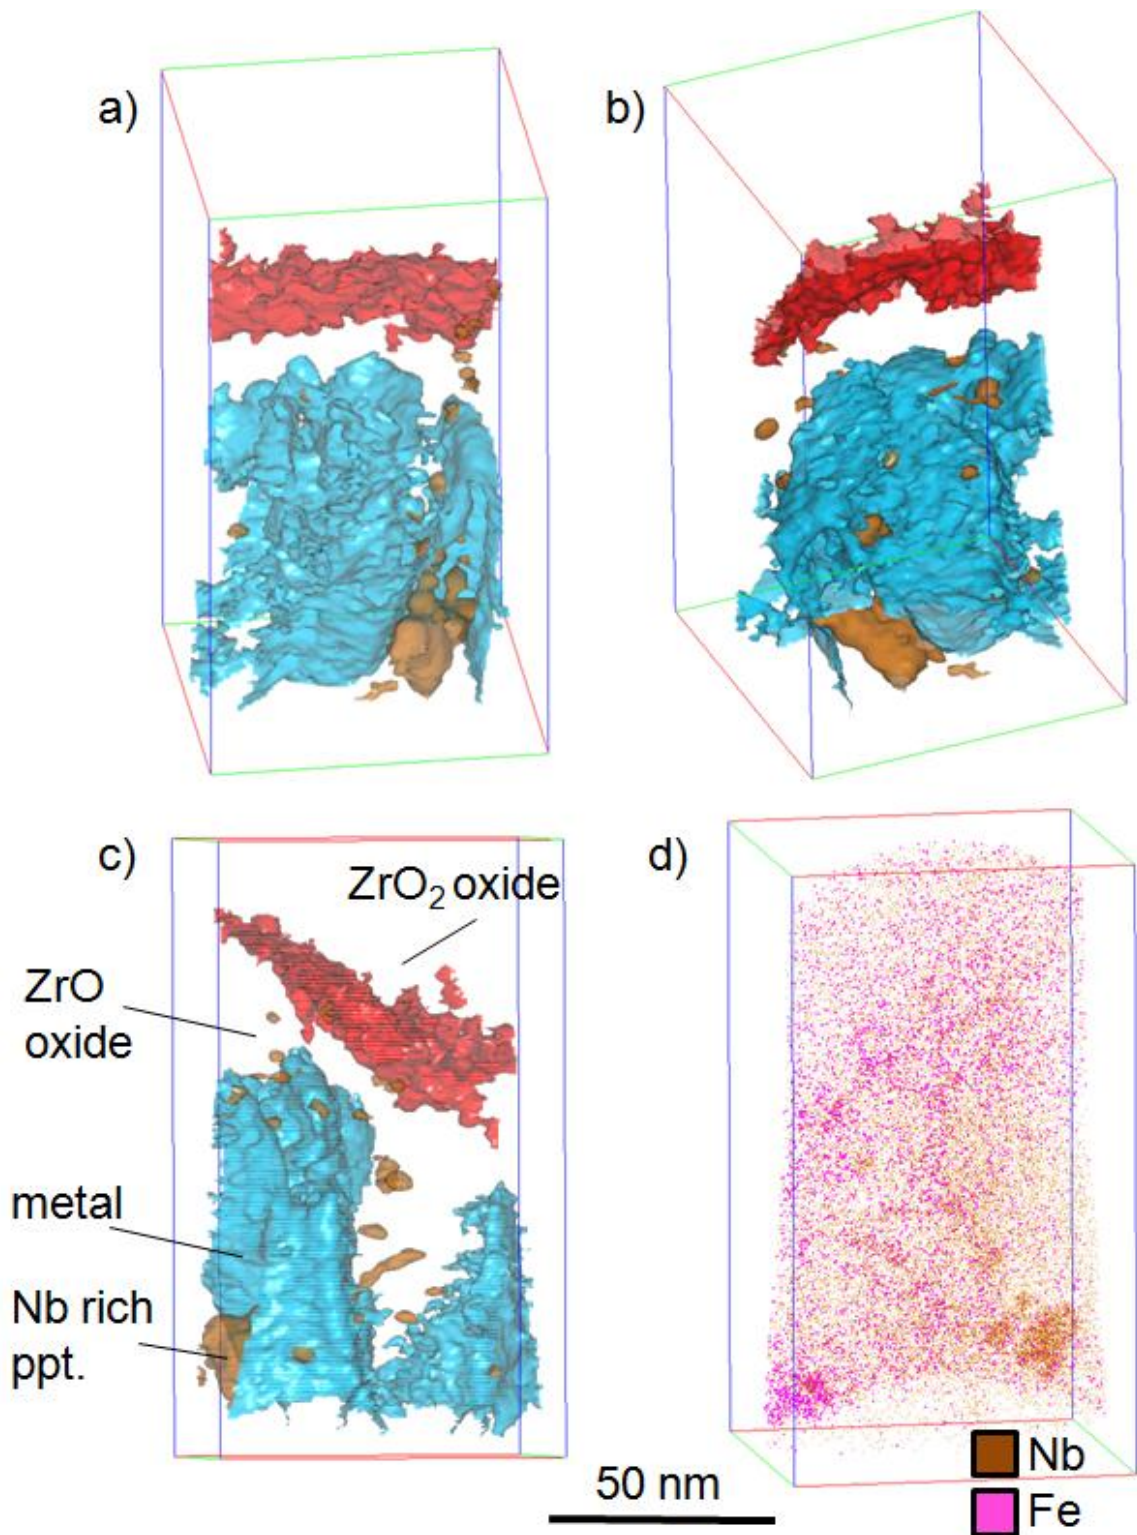 a)
b)
c)
d)
ZrO₂ oxide
ZrO
oxide
metal
Nb rich
ppt.
50 nm
Nb
Fe